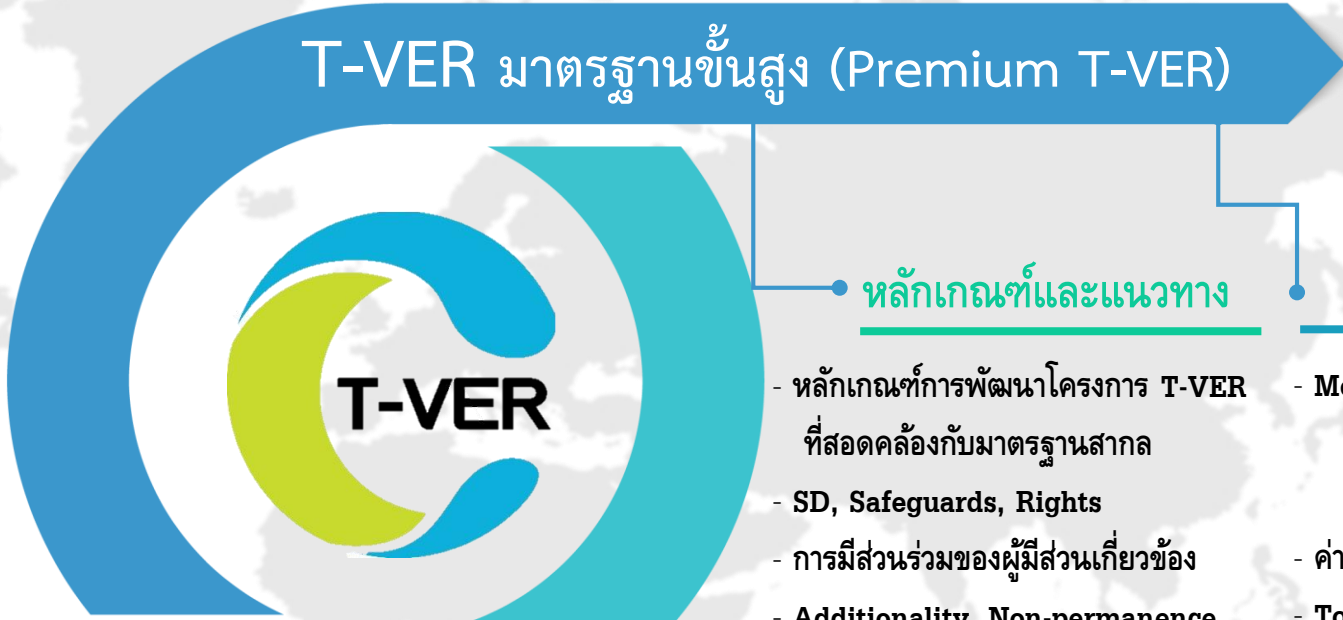 T-VER มาตรฐานขั้นสูง (Premium T-VER)
T-VER
หลักเกณฑ์และแนวทาง
- หลักเกณฑ์การพัฒนาโครงการ T-VER
ที่สอดคล้องกับมาตรฐานสากล
- SD, Safeguards, Rights
- การมีส่วนร่วมของผู้มีส่วนเกี่ยวข้อง
- Additionality, Non-permanence
-
- ค่า
-